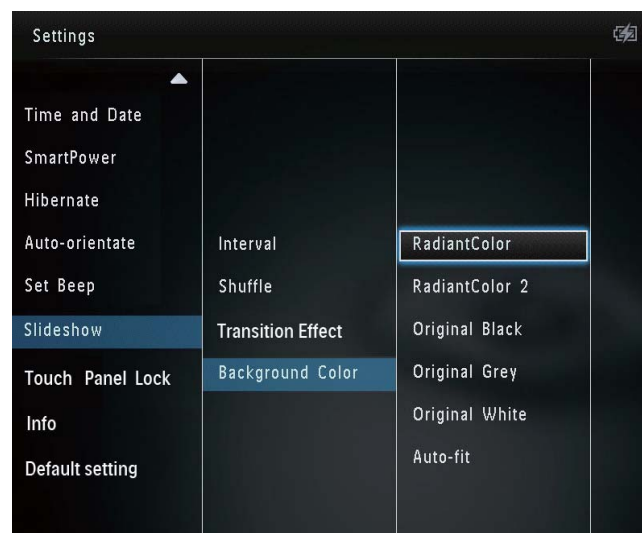 Settings
Time and Date
SmartPower
Hibernate
Auto-orientate
Set Beep
Slideshow
Touch Panel Lock
Info
Default setting
Interval
Shuffle
Transition Effect
Background Color
RadiantColor
RadiantColor 2
Original Black
Original Grey
Original White
Auto-fit